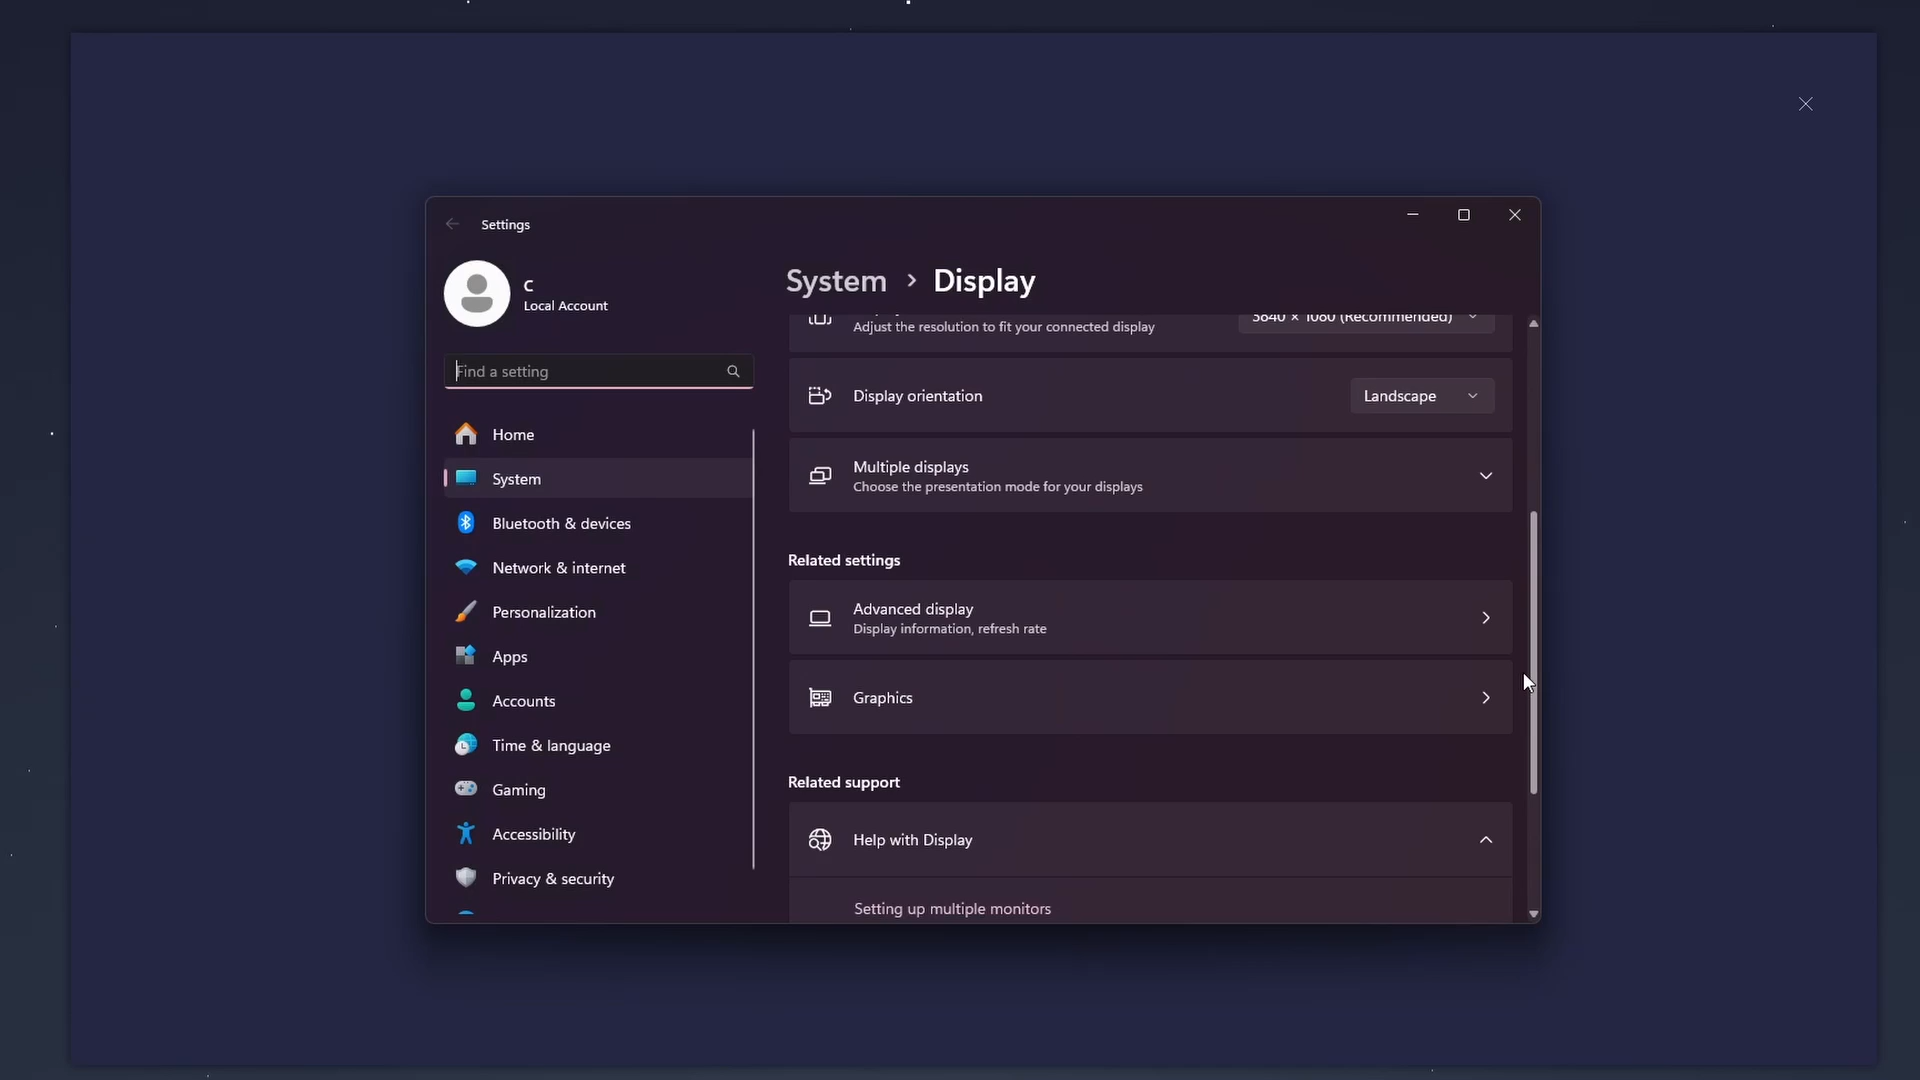 Settings
C
Local Account
Find a setting
Home
System
Bluetooth & devices
Network & internet
Personalization
Apps
Accounts
Time & language
Gaming
Accessibility
Privacy & security
System > Display
Adjust the resolution to fit your connected display
3840 × 1080 (Recommended)
Display orientation
Landscape
Multiple displays
Choose the presentation mode for your displays
Related settings
Advanced display
Display information, refresh rate
Graphics
Related support
Help with Display
Setting up multiple monitors